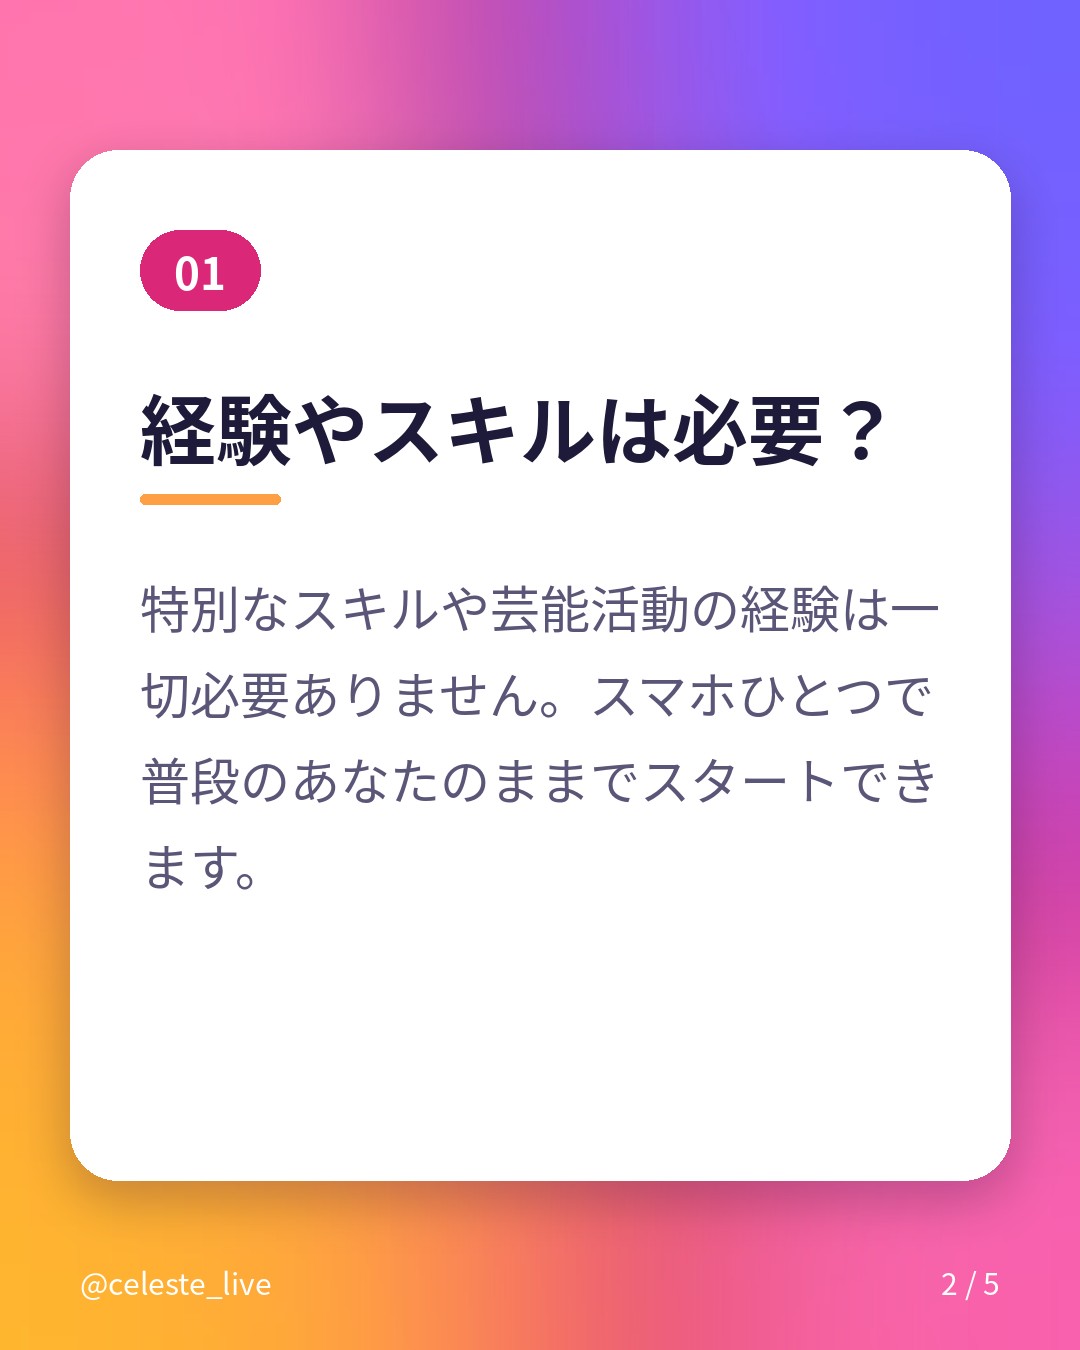 01
経験やスキルは必要？
特別なスキルや芸能活動の経験は一
切必要ありません。スマホひとつで
普段のあなたのままでスタートでき
ます。
@celeste_live
2 / 5